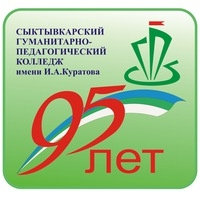 СЫКТЫВКАРСКИЙ
ГУМАНИТАРНО-
ПЕДАГОГИЧЕСКИЙ
КОЛЛЕДЖ
имени И.А.Куратова
95
лет